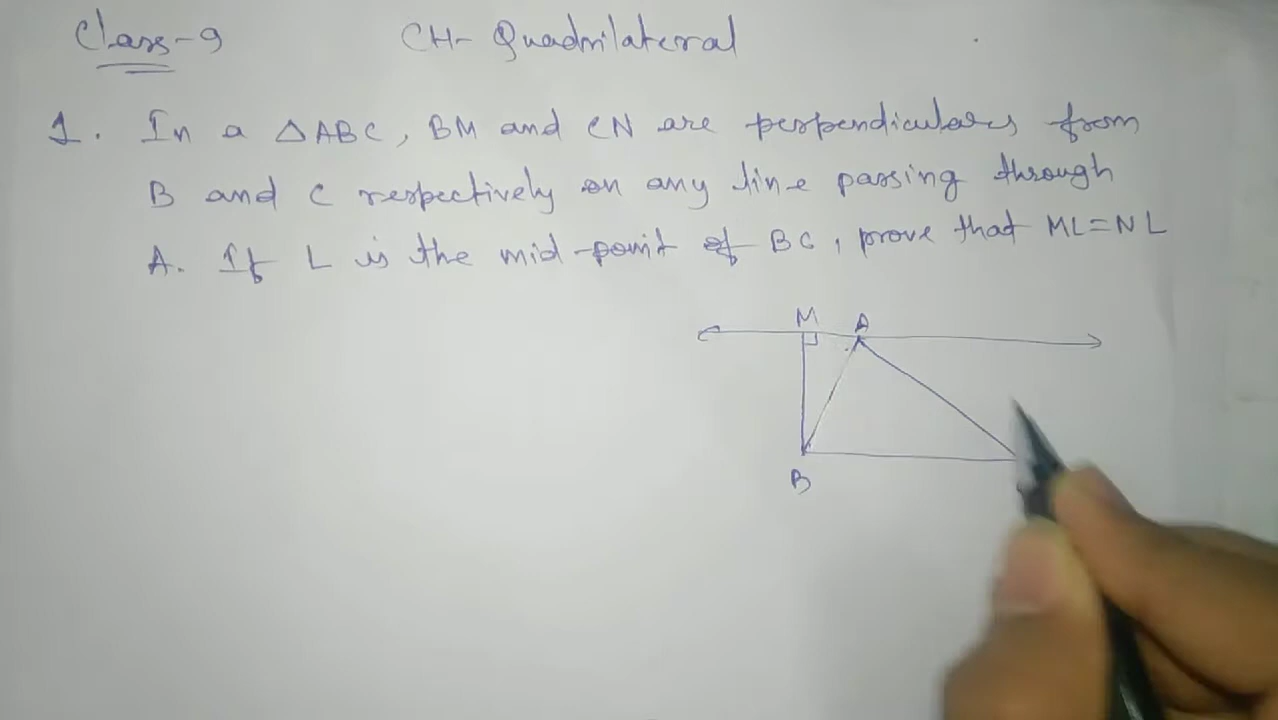 Class-9 CH- Quadrilateral
1. In a △ABC, BM and CN are perpendiculars from
B and C respectively on any line passing through
A. If L is the mid-point of BC, prove that ML=NL
M A
B